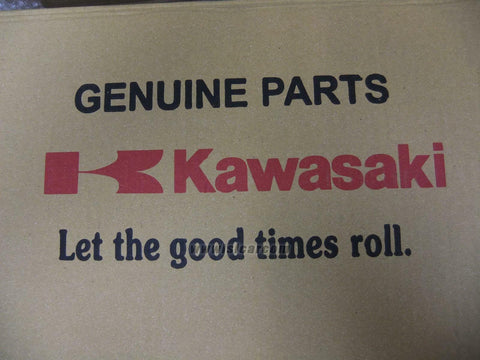 GENUINE PARTS
Kawasaki
Let the good times roll.